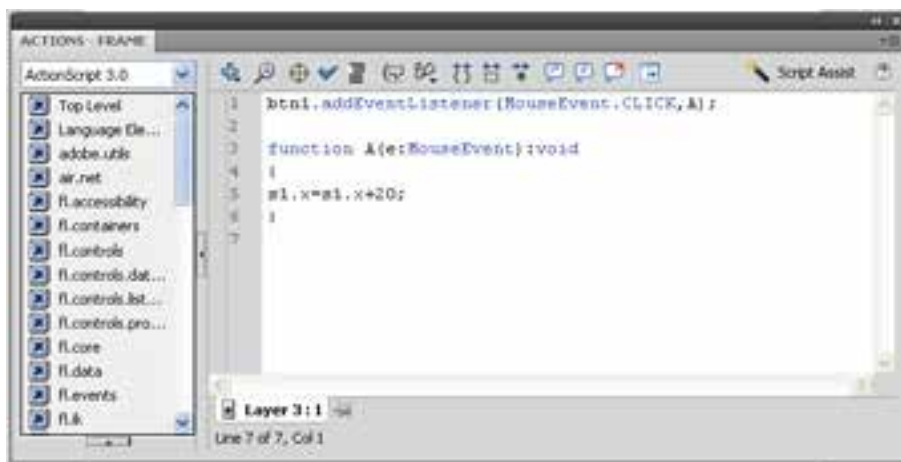 ACTIONS - FRAME
ActionScript 3.0
Script Assist
Top Level
Language Ele...
adobe.utils
air.net
fl.accessibility
fl.containers
fl.controls
fl.controls.dat...
fl.controls.list...
fl.controls.pro...
fl.core
fl.data
fl.events
fl.ik
1 btn1.addEventListener(MouseEvent.CLICK,A);
2
3 function A(e:MouseEvent):void
4 {
5 m1.x=m1.x+20;
6 }
7
Layer 3 : 1
Line 7 of 7, Col 1